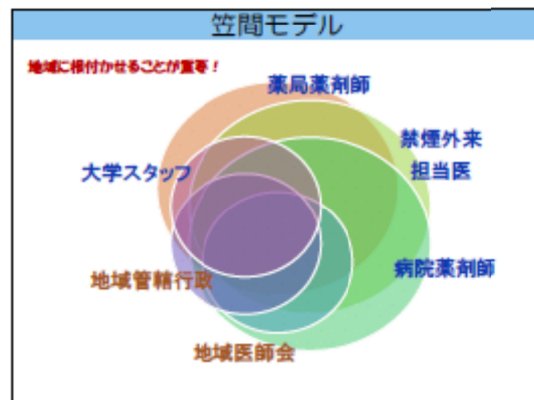 笠間モデル
地域に根付かせることが重要！
薬局薬剤師
禁煙外来
担当医
大学スタッフ
病院薬剤師
地域管轄行政
地域医師会